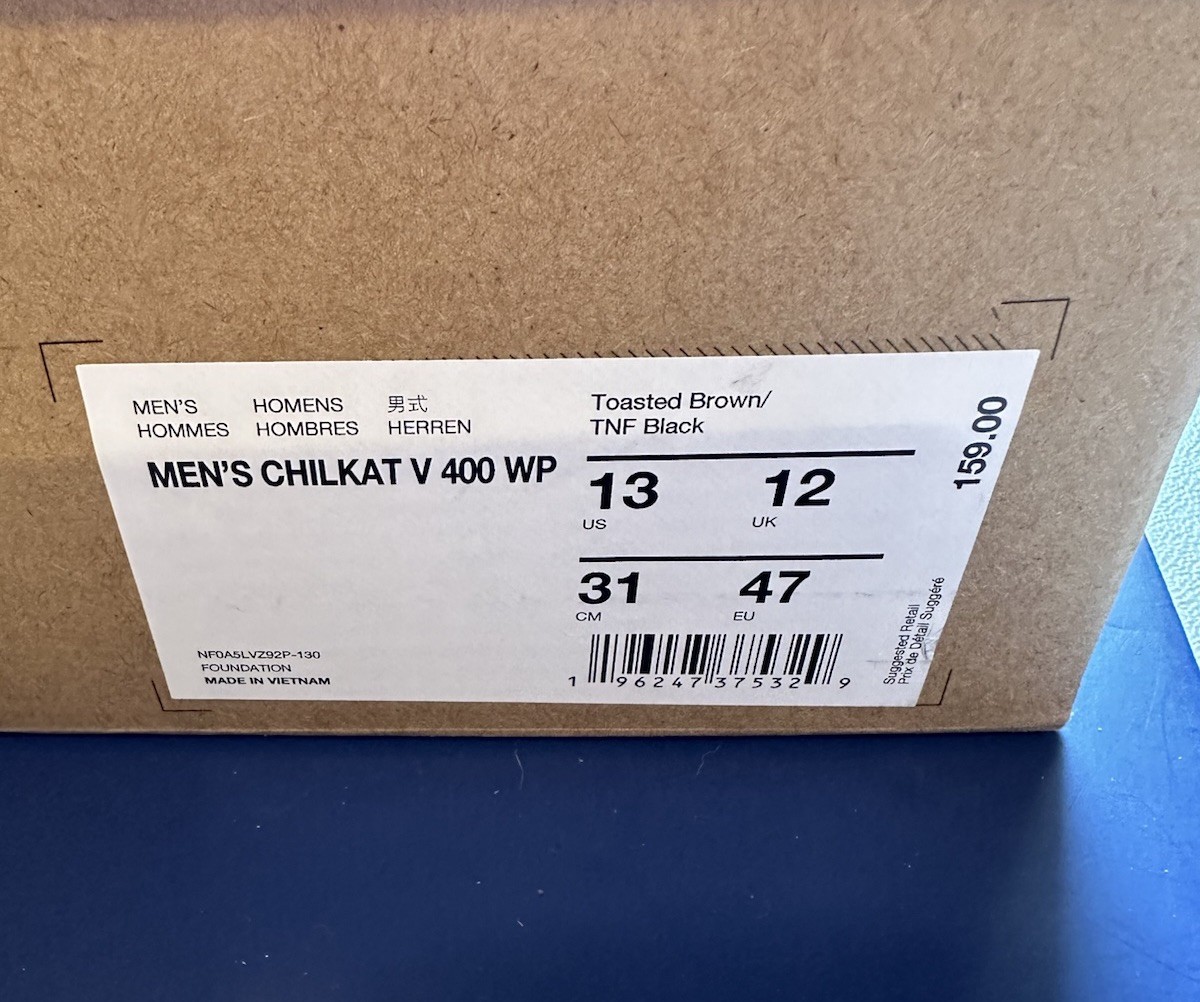 MEN'S HOMENS 男式
HOMMES HOMBRES HERREN
MEN'S CHILKAT V 400 WP
NF0A5LVZ92P-130
FOUNDATION
MADE IN VIETNAM
Toasted Brown/
TNF Black
13 12
US UK
31 47
CM EU
1 96247 37532 9
159.00
Suggested Retail
Prix de Détail Suggéré